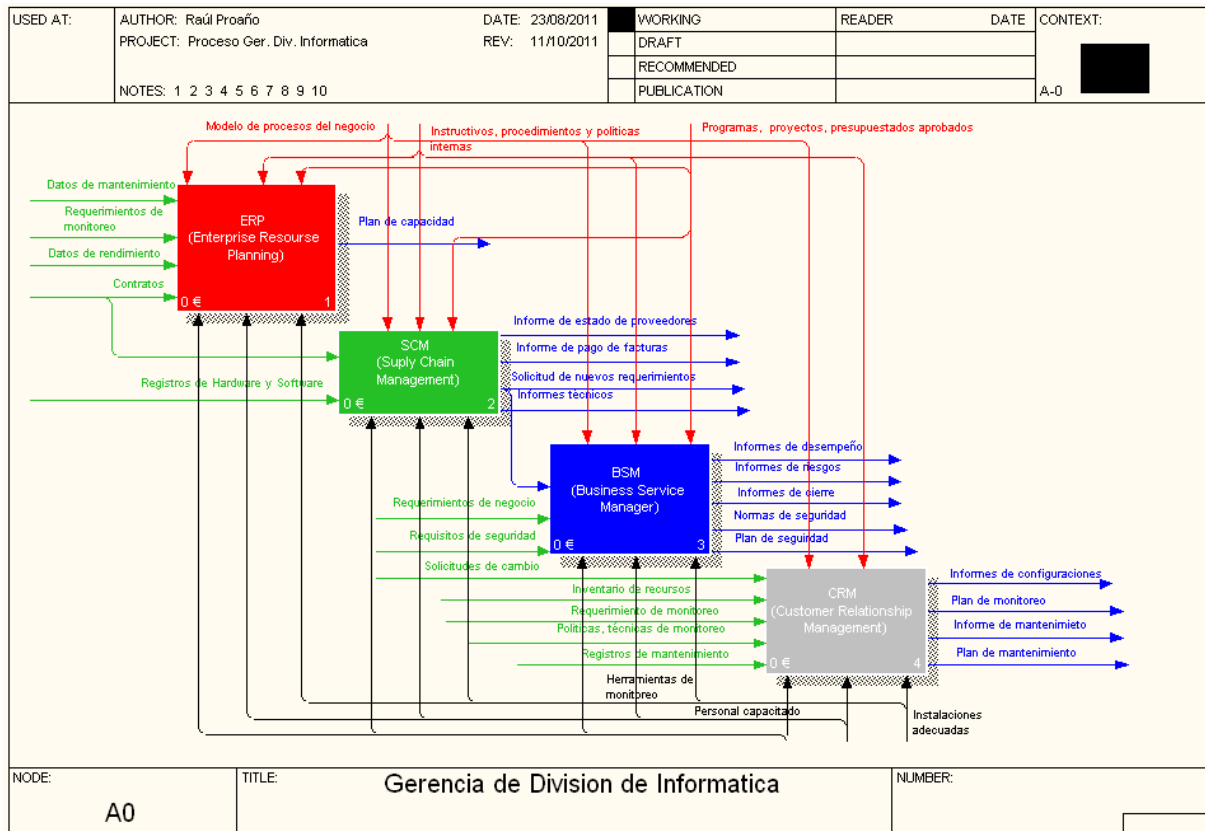 USED AT:
AUTHOR: Raúl Proaño
DATE: 23/08/2011
PROJECT: Proceso Ger. Div. Informatica
REV: 11/10/2011
NOTES: 1 2 3 4 5 6 7 8 9 10
WORKING
DRAFT
RECOMMENDED
PUBLICATION
READER
DATE
CONTEXT:
A-0
Modelo de procesos del negocio
Instructivos, procedimientos y politicas
internas
Programas, proyectos, presupuestados aprobados
Datos de mantenimiento
Requerimientos de
monitoreo
Datos de rendimiento
Contratos
ERP
(Enterprise Resourse
Planning)
0 €
1
Plan de capacidad
Registros de Hardware y Software
SCM
(Suply Chain
Management)
0 €
2
Informe de estado de proveedores
Informe de pago de facturas
Solicitud de nuevos requerimientos
Informes técnicos
Requerimientos de negocio
Requisitos de seguridad
BSM
(Business Service
Manager)
0 €
3
Informes de desempeño
Informes de riesgos
Informes de cierre
Normas de seguridad
Plan de seguridad
Solicitudes de cambio
Inventario de recursos
Requerimiento de monitoreo
Politicas, técnicas de monitoreo
Registros de mantenimiento
CRM
(Customer Relationship
Management)
0 €
4
Informes de configuraciones
Plan de monitoreo
Informe de mantenimieto
Plan de mantenimiento
Herramientas de
monitoreo
Personal capacitado
Instalaciones
adecuadas
NODE:
A0
TITLE:
Gerencia de Division de Informatica
NUMBER: